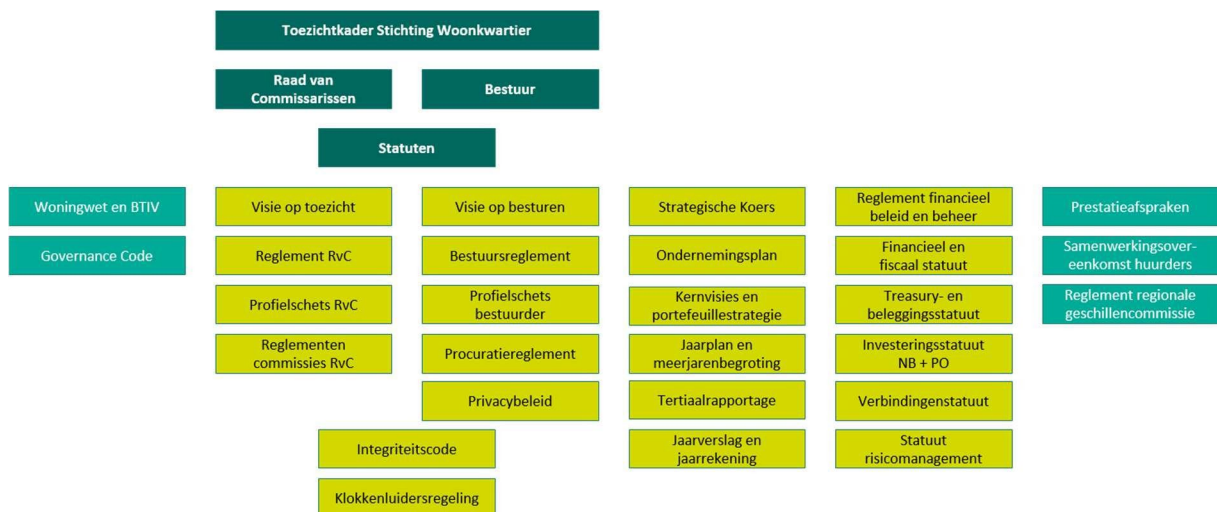 Toezichtkader Stichting Woonkwartier
Raad van
Commissarissen
Bestuur
Statuten
Woningwet en BTIV
Governance Code
Visie op toezicht
Reglement RvC
Profielschets RvC
Reglementen
commissies RvC
Visie op besturen
Bestuursreglement
Profielschets
bestuurder
Procuratiereglement
Privacybeleid
Integriteitscode
Klokkenluidersregeling
Strategische Koers
Ondernemingsplan
Kernvisies en
portefeuillestrategie
Jaarplan en
meerjarenbegroting
Tertiaalrapportage
Jaarverslag en
jaarrekening
Reglement financieel
beleid en beheer
Financieel en
fiscaal statuut
Treasury- en
beleggingsstatuut
Investeringsstatuut
NB + PO
Verbindingenstatuut
Statuut
risicomanagement
Prestatieafspraken
Samenwerkingsover-
eenkomst huurders
Reglement regionale
geschillencommissie